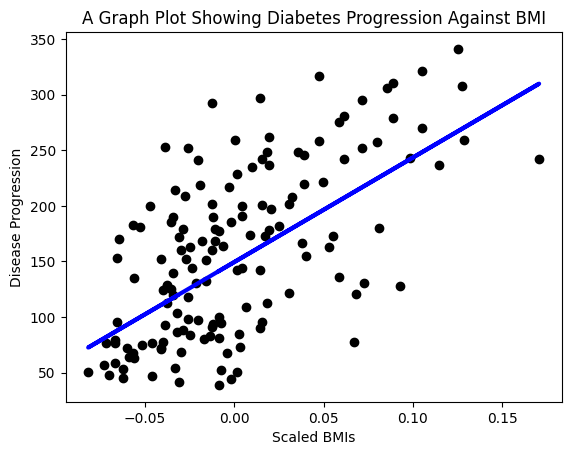 A Graph Plot Showing Diabetes Progression Against BMI
350
300
250
200
150
100
50
Disease Progression
−0.05 0.00 0.05 0.10 0.15
Scaled BMIs